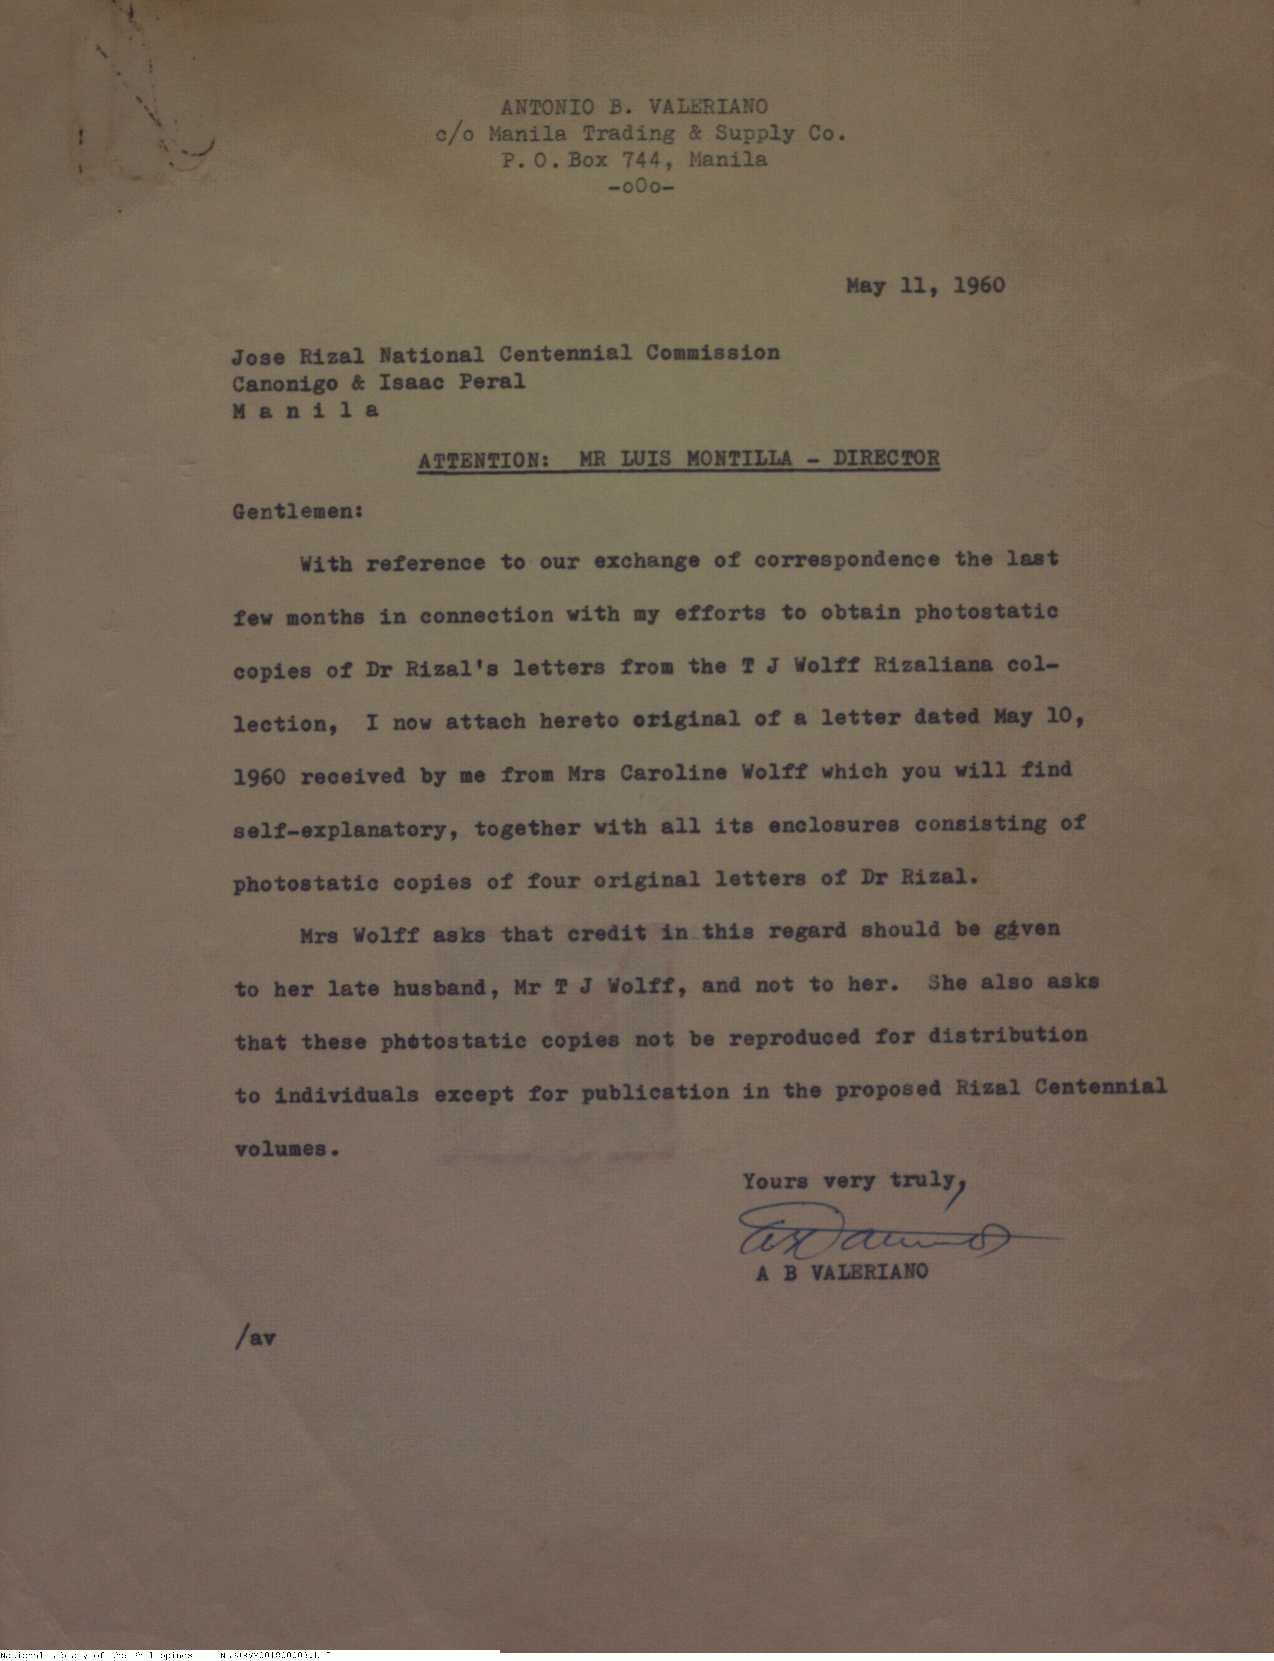 ANTONIO B. VALERIANO
c/o Manila Trading & Supply Co.
P. O. Box 744, Manila
-oOo-
May 11, 1960
Jose Rizal National Centennial Commission
Canonigo & Isaac Peral
M a n i l a
ATTENTION: MR LUIS MONTILLA - DIRECTOR
Gentlemen:
With reference to our exchange of correspondence the last
few months in connection with my efforts to obtain photostatic
copies of Dr Rizal's letters from the T J Wolff Rizaliana col-
lection, I now attach hereto original of a letter dated May 10,
1960 received by me from Mrs Caroline Wolff which you will find
self-explanatory, together with all its enclosures consisting of
photostatic copies of four original letters of Dr Rizal.
Mrs Wolff asks that credit in this regard should be given
to her late husband, Mr T J Wolff, and not to her. She also asks
that these photostatic copies not be reproduced for distribution
to individuals except for publication in the proposed Rizal Centennial
volumes.
Yours very truly,
A B VALERIANO
/av
National Library of the Philippines